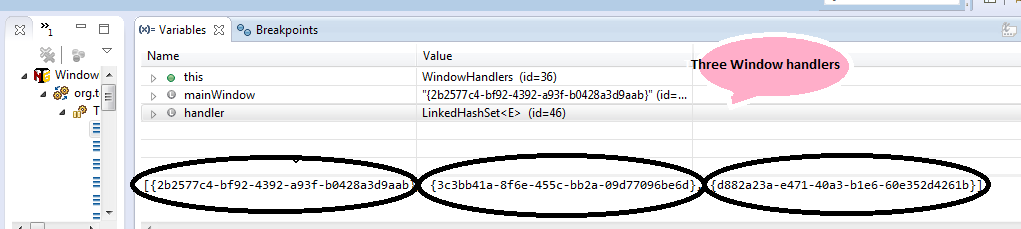 1
(x)= Variables
Breakpoints
Name
Value
Window
org.t
T
this
WindowHandlers (id=36)
mainWindow
"{2b2577c4-bf92-4392-a93f-b0428a3d9aab}" (id=...
handler
LinkedHashSet<E> (id=46)
Three Window handlers
[{2b2577c4-bf92-4392-a93f-b0428a3d9aab}, {3c3bb41a-8f6e-455c-bb2a-09d77096be6d}, {d882a23a-e471-40a3-b1e6-60e352d4261b}]